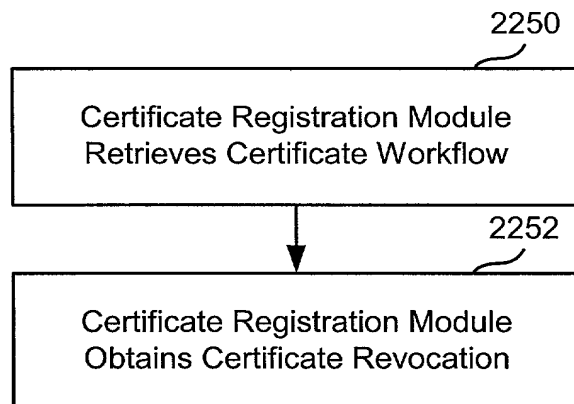 2250
Certificate Registration Module
Retrieves Certificate Workflow
2252
Certificate Registration Module
Obtains Certificate Revocation